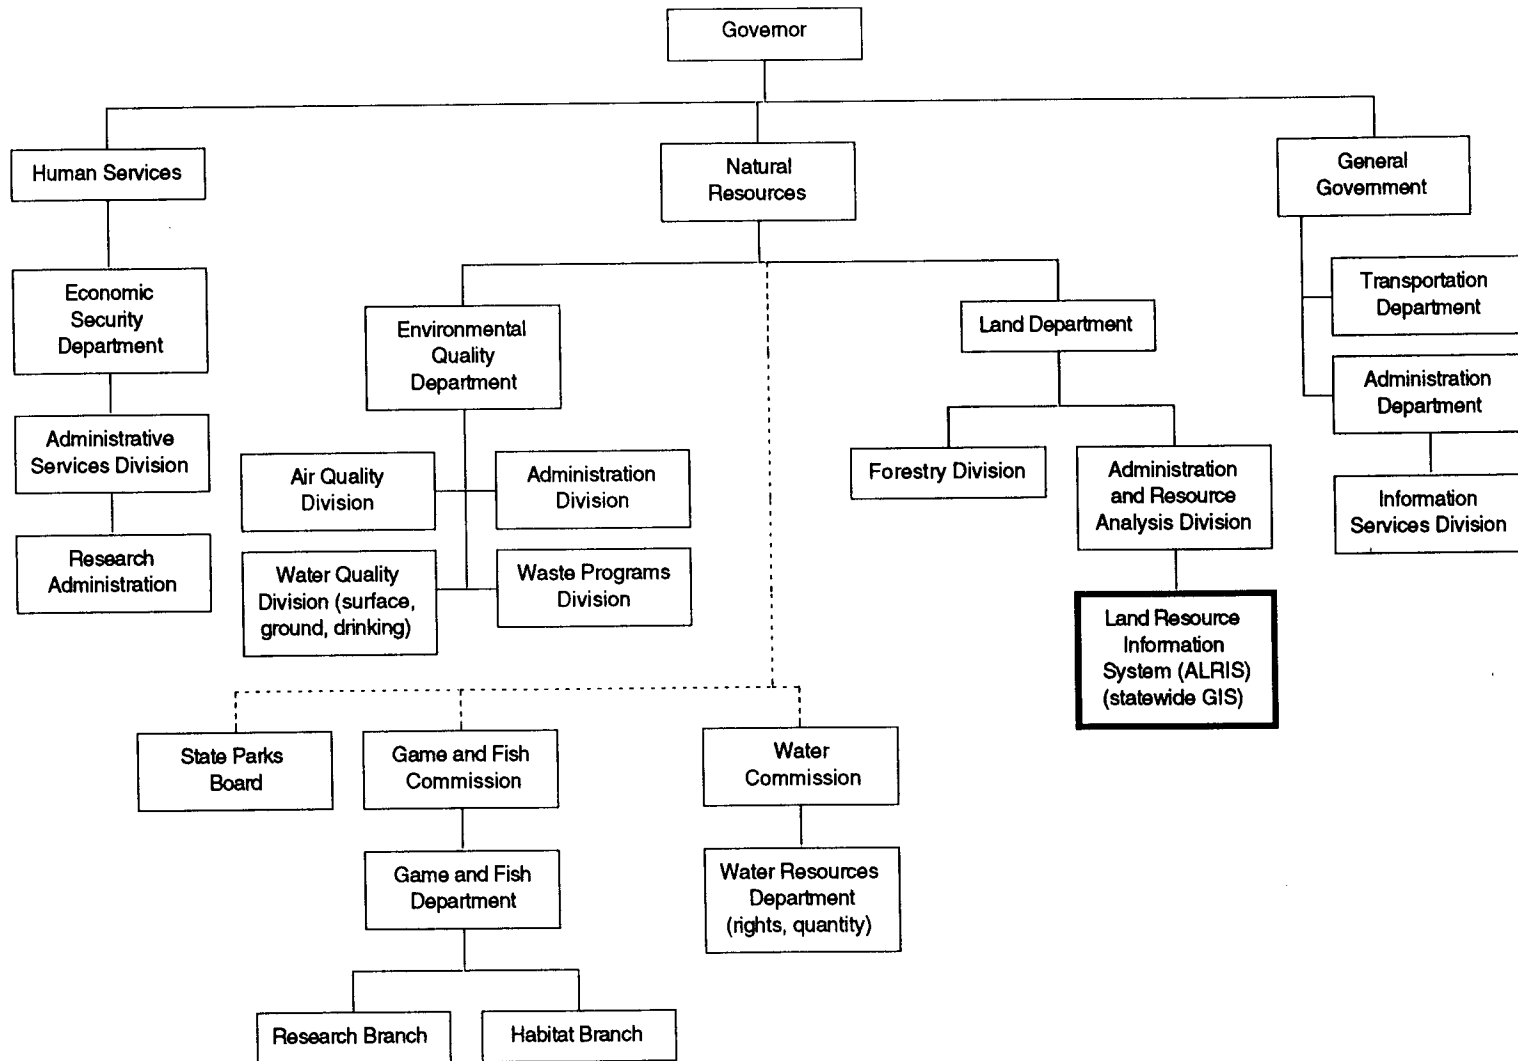 Governor
Human Services
Natural
Resources
General
Government
Economic
Security
Department
Environmental
Quality
Department
Land Department
Transportation
Department
Administration
Department
Administrative
Services Division
Air Quality
Division
Administration
Division
Forestry Division
Administration
and Resource
Analysis Division
Information
Services Division
Research
Administration
Water Quality
Division (surface,
ground, drinking)
Waste Programs
Division
Land Resource
Information
System (ALRIS)
(statewide GIS)
State Parks
Board
Game and Fish
Commission
Water
Commission
Game and Fish
Department
Water Resources
Department
(rights, quantity)
Research Branch
Habitat Branch